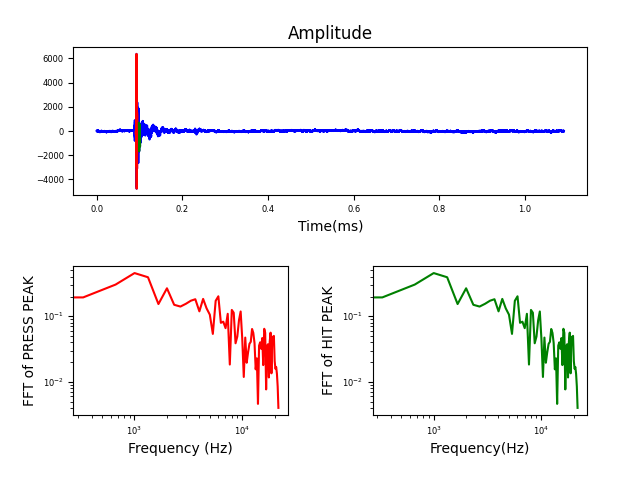 Amplitude
6000
4000
2000
0
−2000
−4000
0.0 0.2 0.4 0.6 0.8 1.0
Time(ms)
FFT of PRESS PEAK
10⁻¹
10⁻²
10³ 10⁴
Frequency (Hz)
FFT of HIT PEAK
10⁻¹
10⁻²
10³ 10⁴
Frequency(Hz)